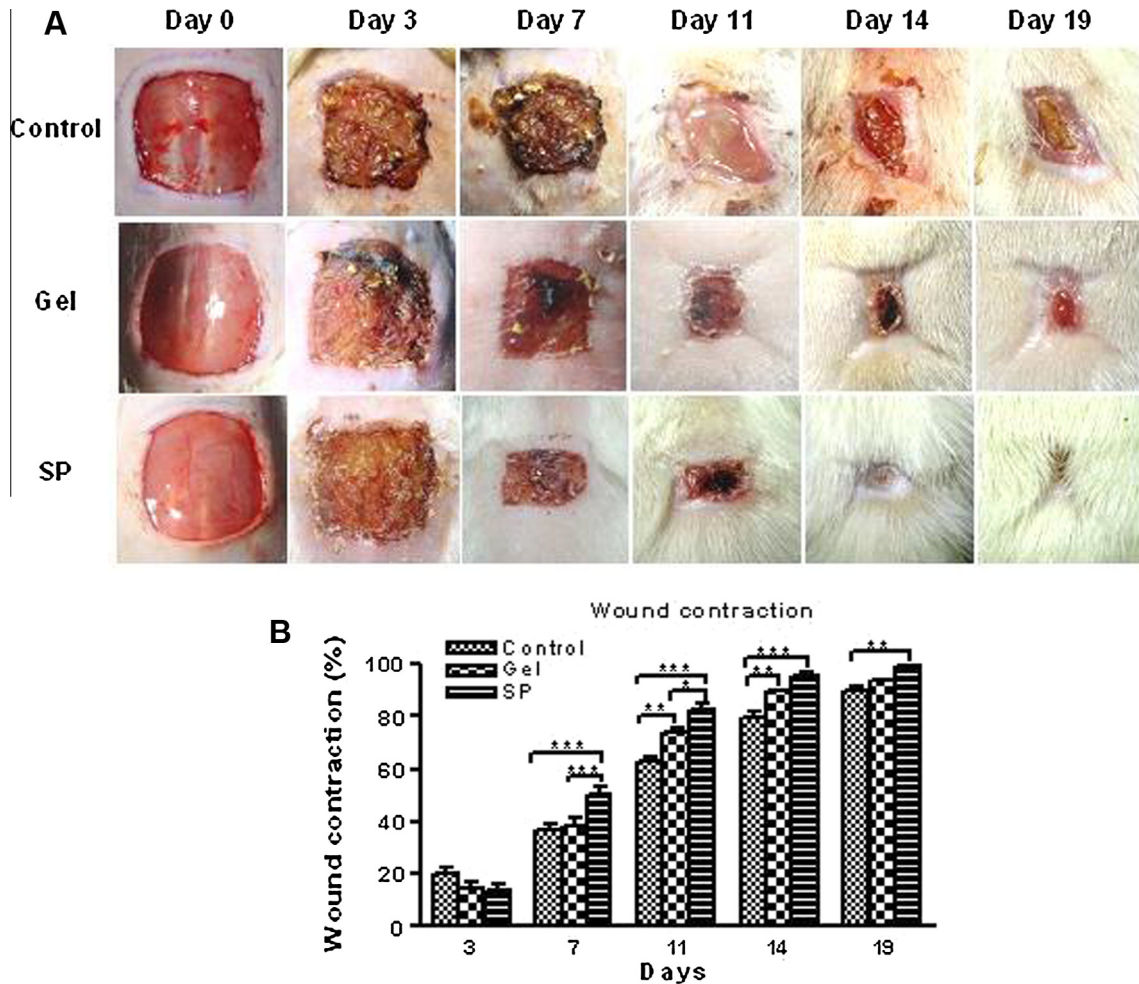 A
Day 0 Day 3 Day 7 Day 11 Day 14 Day 19
Control
Gel
SP
B
Wound contraction
Control
Gel
SP
Wound contraction (%)
100
80
60
40
20
0
*** ***
** * ***
*** ** ***
**
3 7 11 14 19
Days